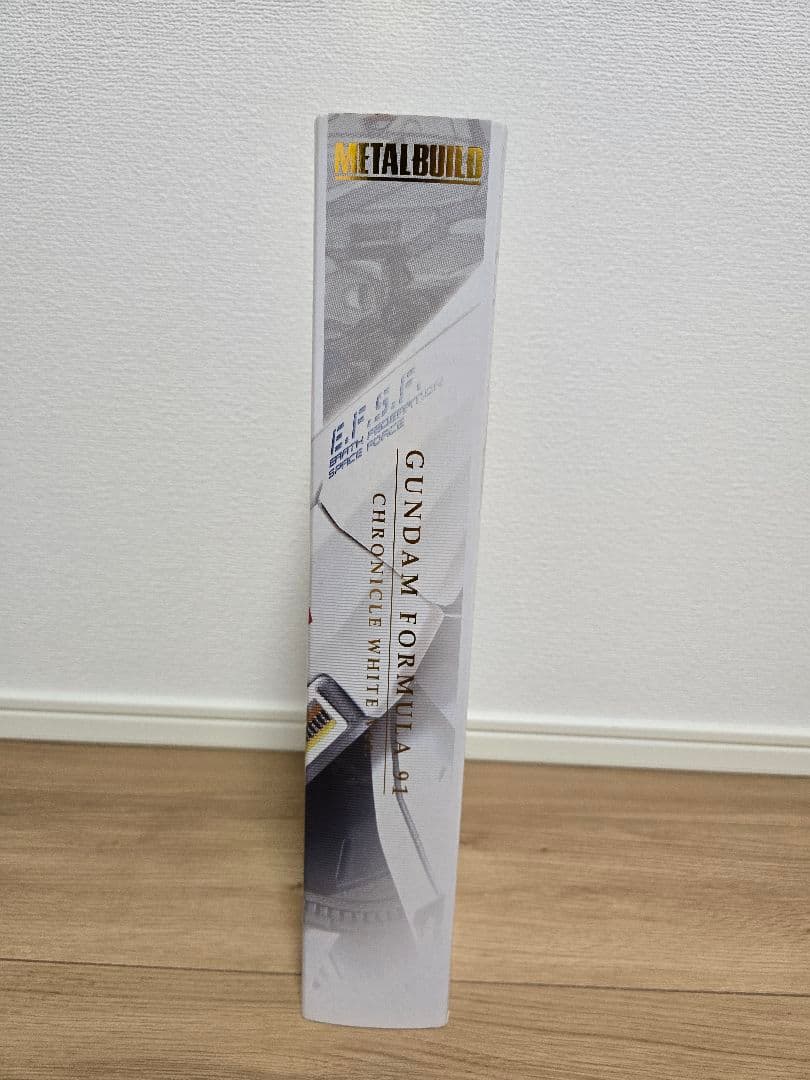 METALBUILD
E.F.S.F.
EARTH FEDERATION
SPACE FORCE
GUNDAM FORMULA 91
CHRONICLE WHITE